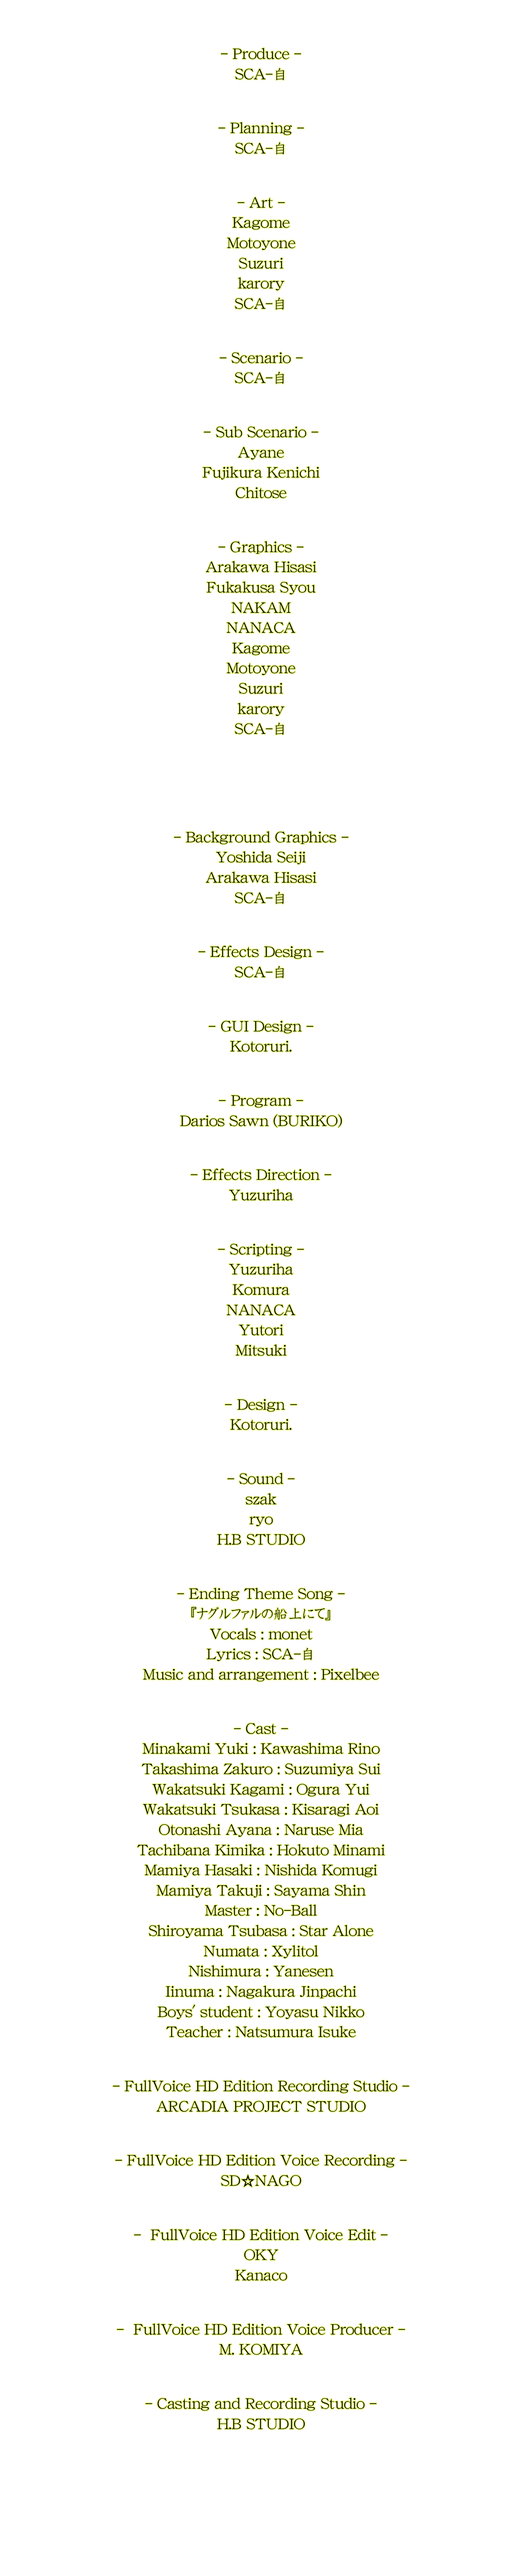 - Produce -
SCA-自
- Planning -
SCA-自
- Art -
Kagome
Motoyone
Suzuri
karory
SCA-自
- Scenario -
SCA-自
- Sub Scenario -
Ayane
Fujikura Kenichi
Chitose
- Graphics -
Arakawa Hisasi
Fukakusa Syou
NAKAM
NANACA
Kagome
Motoyone
Suzuri
karory
SCA-自
- Background Graphics -
Yoshida Seiji
Arakawa Hisasi
SCA-自
- Effects Design -
SCA-自
- GUI Design -
Kotoruri.
- Program -
Darios Sawn (BURIKO)
- Effects Direction -
Yuzuriha
- Scripting -
Yuzuriha
Komura
NANACA
Yutori
Mitsuki
- Design -
Kotoruri.
- Sound -
szak
ryo
H.B STUDIO
- Ending Theme Song -
『ナグルファルの船上にて』
Vocals : monet
Lyrics : SCA-自
Music and arrangement : Pixelbee
- Cast -
Minakami Yuki : Kawashima Rino
Takashima Zakuro : Suzumiya Sui
Wakatsuki Kagami : Ogura Yui
Wakatsuki Tsukasa : Kisaragi Aoi
Otonashi Ayana : Naruse Mia
Tachibana Kimika : Hokuto Minami
Mamiya Hasaki : Nishida Komugi
Mamiya Takuji : Sayama Shin
Master : No-Ball
Shiroyama Tsubasa : Star Alone
Numata : Xylitol
Nishimura : Yanesen
Iinuma : Nagakura Jinpachi
Boys' student : Yoyasu Nikko
Teacher : Natsumura Isuke
- FullVoice HD Edition Recording Studio -
ARCADIA PROJECT STUDIO
- FullVoice HD Edition Voice Recording -
SD☆NAGO
- FullVoice HD Edition Voice Edit -
OKY
Kanaco
- FullVoice HD Edition Voice Producer -
M. KOMIYA
- Casting and Recording Studio -
H.B STUDIO